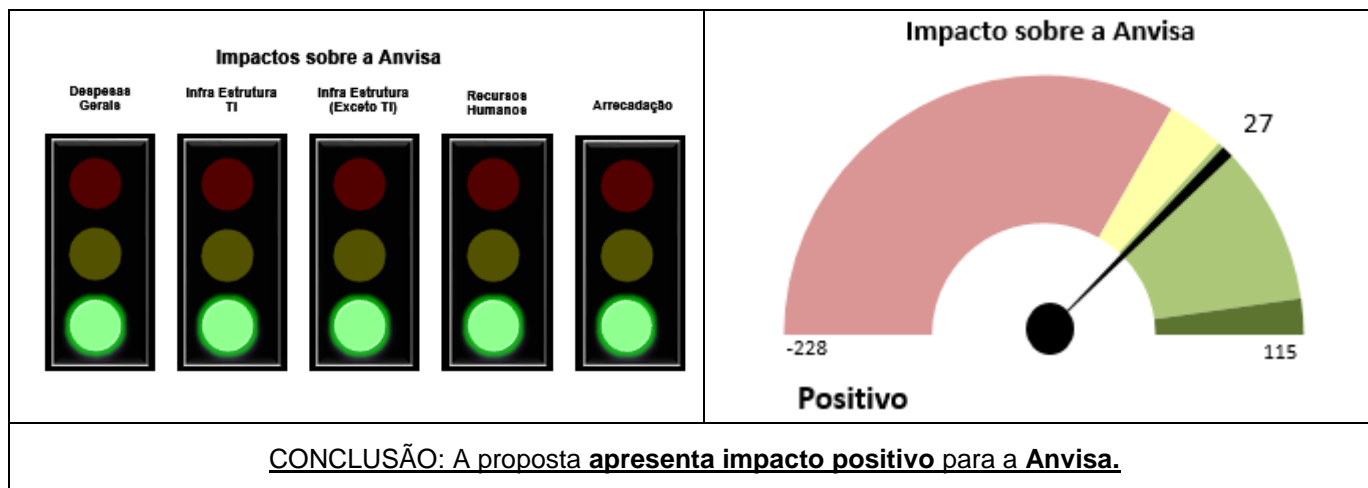 Impactos sobre a Anvisa
Despesas
Gerais
Infra Estrutura
TI
Infra Estrutura
(Exceto TI)
Recursos
Humanos
Arrecadação
Impacto sobre a Anvisa
27
-228
115
Positivo
CONCLUSÃO: A proposta apresenta impacto positivo para a Anvisa.